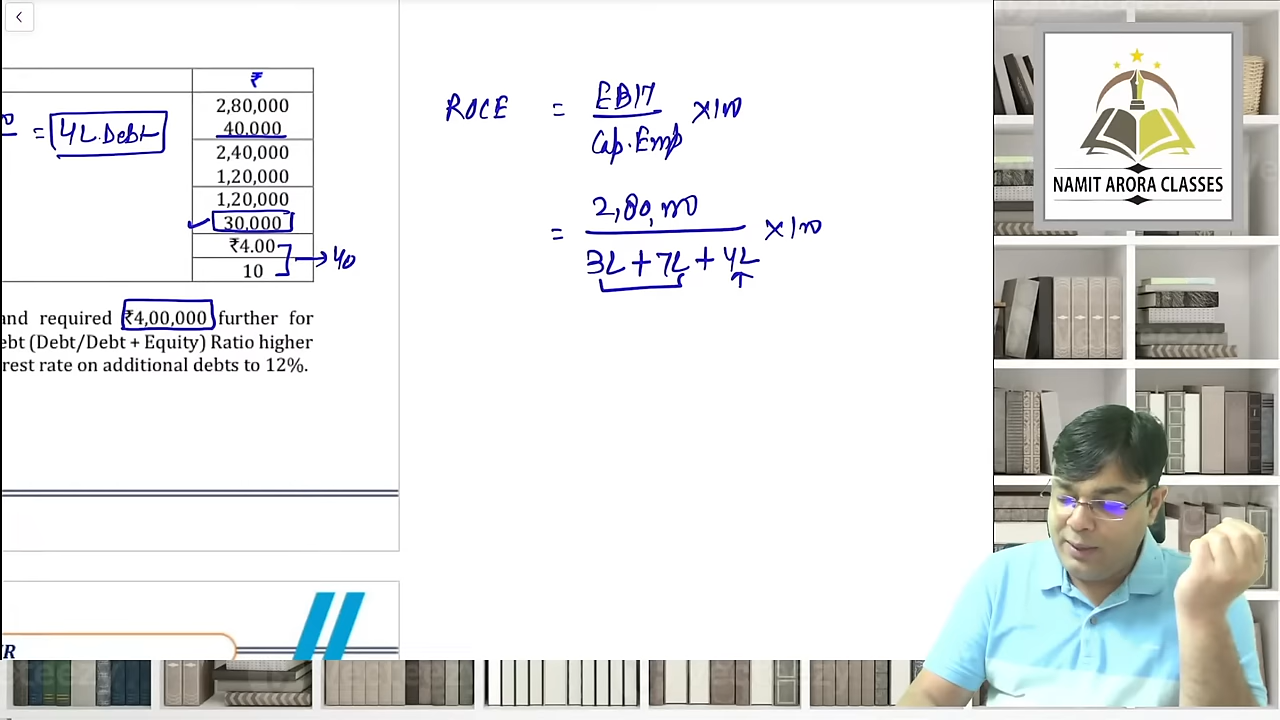 ₹
2,80,000
= 4L.Debt
40,000
2,40,000
1,20,000
1,20,000
30,000
₹4.00
10
→ 40
and required ₹4,00,000 further for
ebt (Debt/Debt + Equity) Ratio higher
rest rate on additional debts to 12%.
ER
ROCE = EBIT ×100
Cap. Emp
= 2,80,000 ×100
3L + 7L + 4L
NAMIT ARORA CLASSES